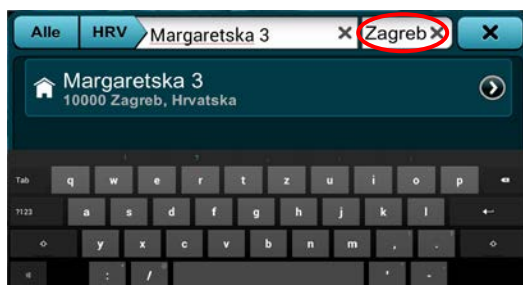 Alle HRV Margaretska 3 Zagreb
Margaretska 3
10000 Zagreb, Hrvatska
Tab q w e r t z u i o p
?123 a s d f g h j k l
y x c v b n m , .
: / ' -